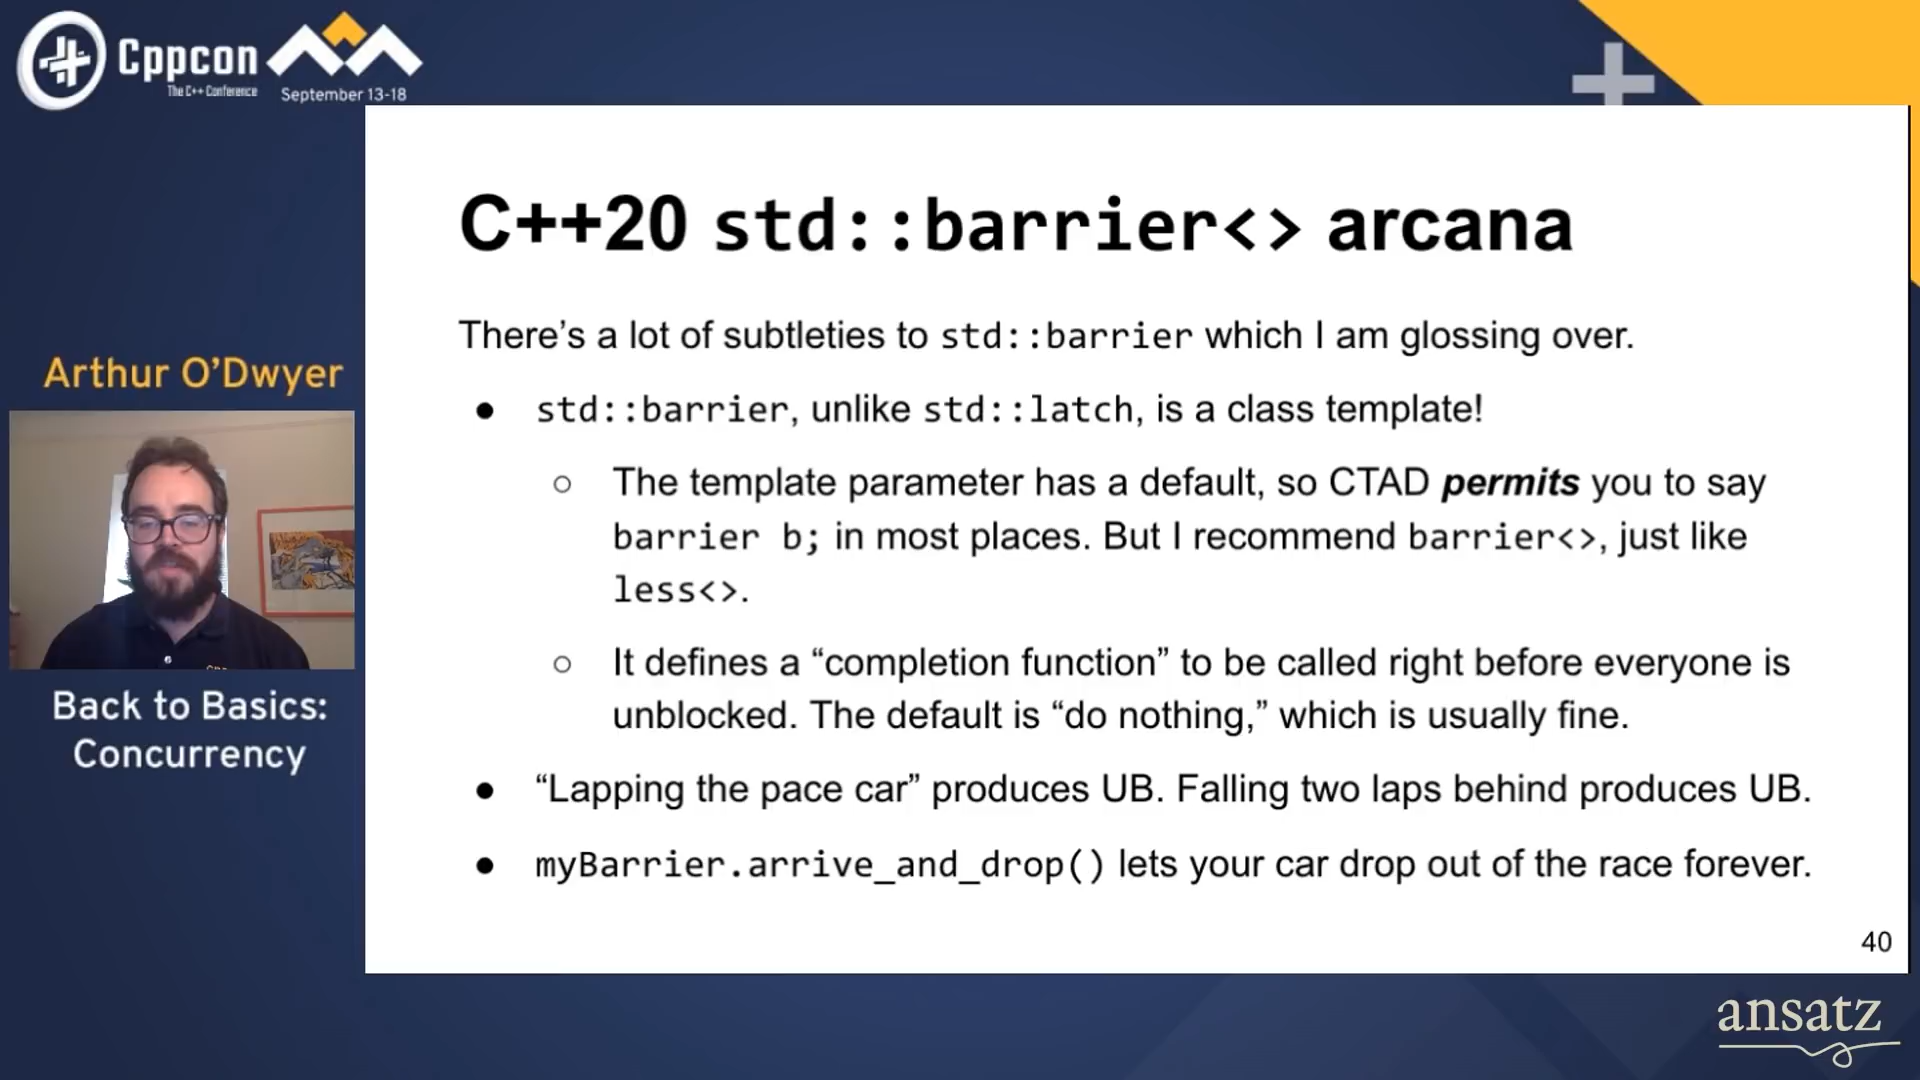 Cppcon
The C++ Conference
September 13-18
C++20 std::barrier<> arcana
There’s a lot of subtleties to std::barrier which I am glossing over.
● std::barrier, unlike std::latch, is a class template!
○ The template parameter has a default, so CTAD permits you to say
barrier b; in most places. But I recommend barrier<>, just like
less<>.
○ It defines a “completion function” to be called right before everyone is
unblocked. The default is “do nothing,” which is usually fine.
● “Lapping the pace car” produces UB. Falling two laps behind produces UB.
● myBarrier.arrive_and_drop() lets your car drop out of the race forever.
40
Arthur O’Dwyer
Back to Basics:
Concurrency
ansatz